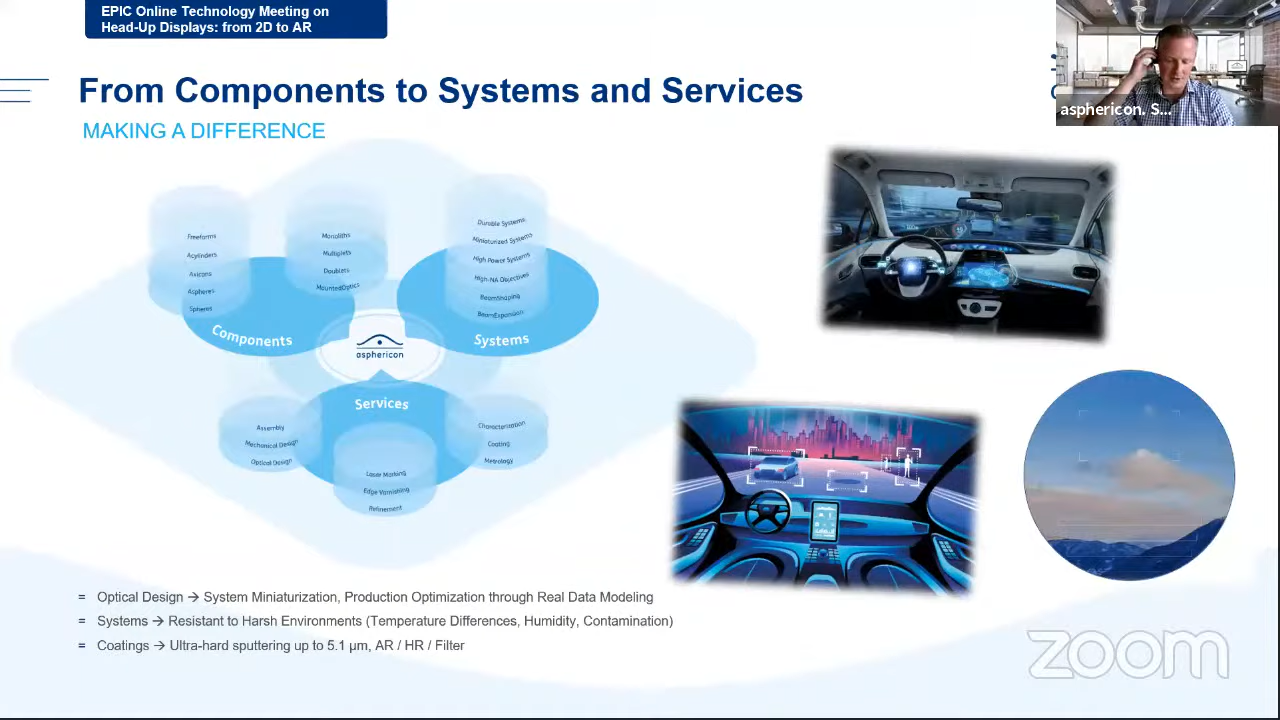 EPIC Online Technology Meeting on
Head-Up Displays: from 2D to AR
From Components to Systems and Services
MAKING A DIFFERENCE
asphericon. S...
Freeforms
Acylinders
Axicons
Aspheres
Spheres
Components
Monoliths
Multiplets
Doublets
MountedOptics
Durable Systems
Miniaturized Systems
High Power Systems
High-NA Objectives
BeamShaping
BeamExpansion
Systems
asphericon
Services
Assembly
Mechanical Design
Optical Design
Laser Marking
Edge Varnishing
Refinement
Characterization
Coating
Metrology
= Optical Design → System Miniaturization, Production Optimization through Real Data Modeling
= Systems → Resistant to Harsh Environments (Temperature Differences, Humidity, Contamination)
= Coatings → Ultra-hard sputtering up to 5.1 μm, AR / HR / Filter
zoom